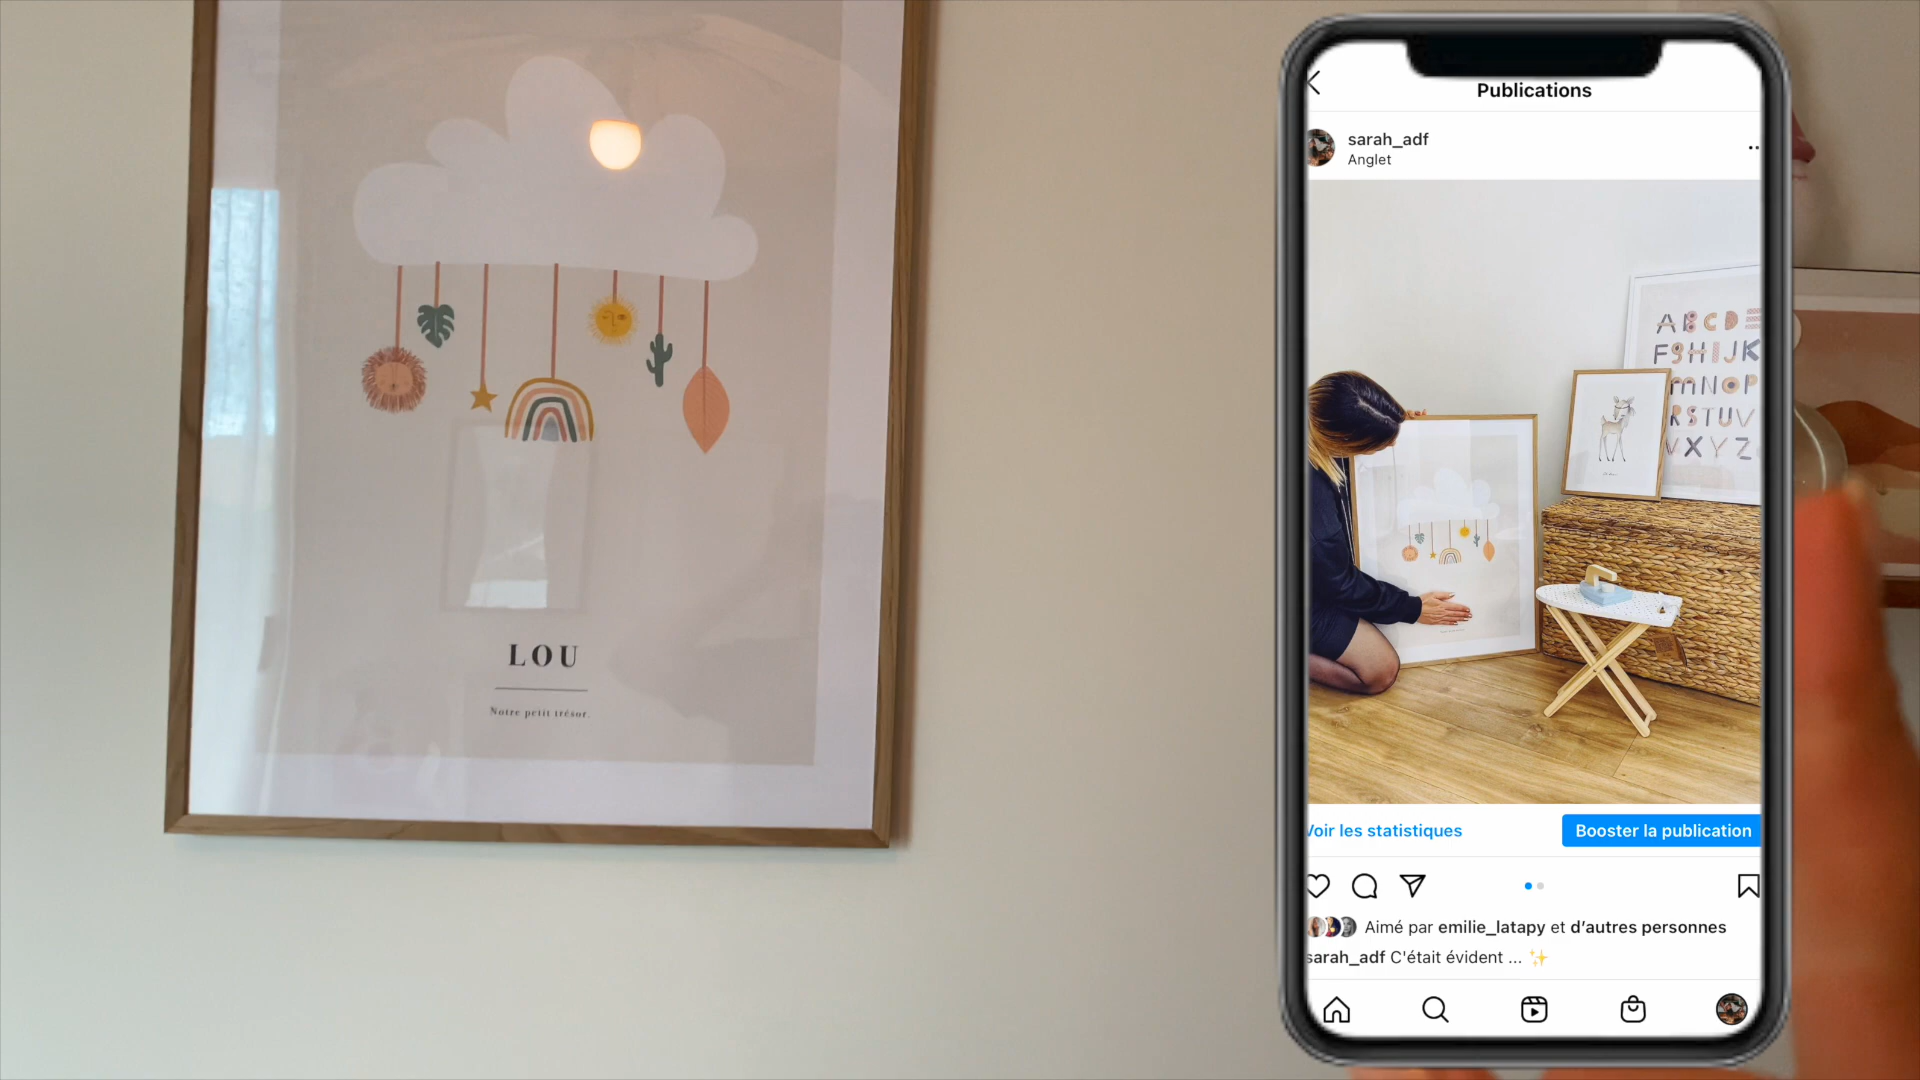 LOU
Notre petit trésor.
Publications
sarah_adf
Anglet
ABCDE
FGHIJK
MNOP
RSTUV
VXYZ
Voir les statistiques
Booster la publication
Aimé par emilie_latapy et d'autres personnes
sarah_adf C'était évident ... ✨